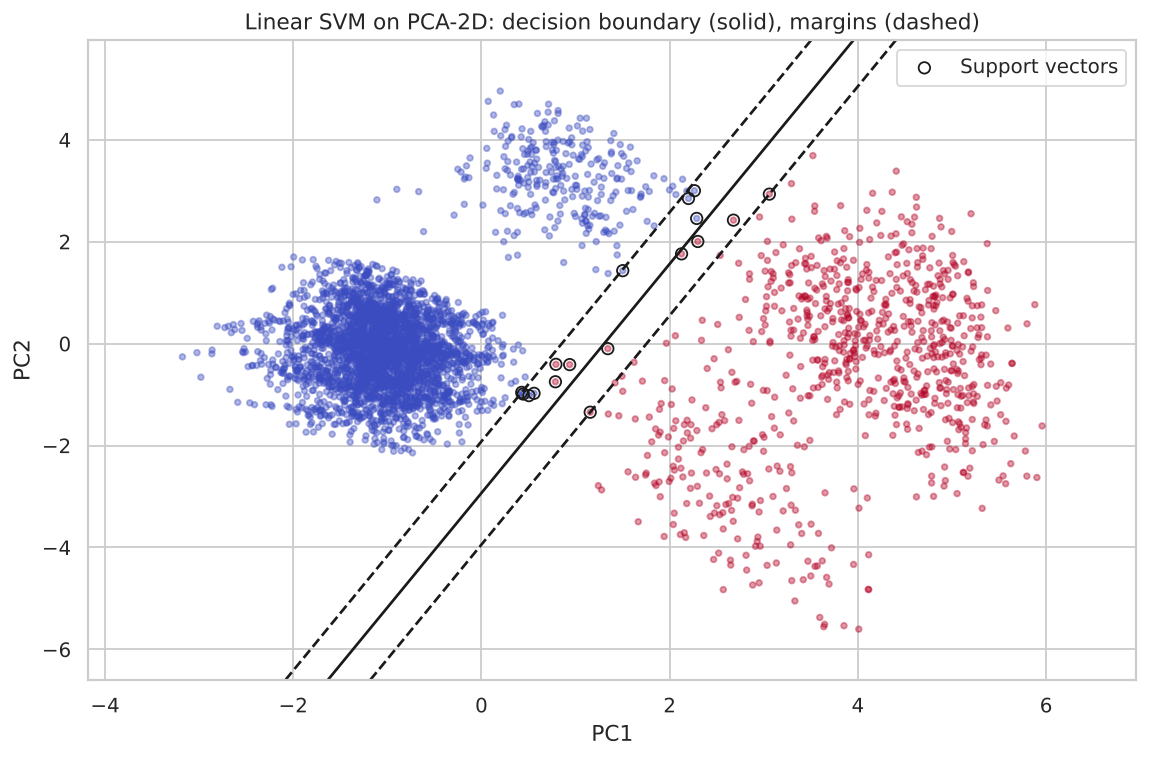 Linear SVM on PCA-2D: decision boundary (solid), margins (dashed)
Support vectors
PC2
4
2
0
−2
−4
−6
−4 −2 0 2 4 6
PC1